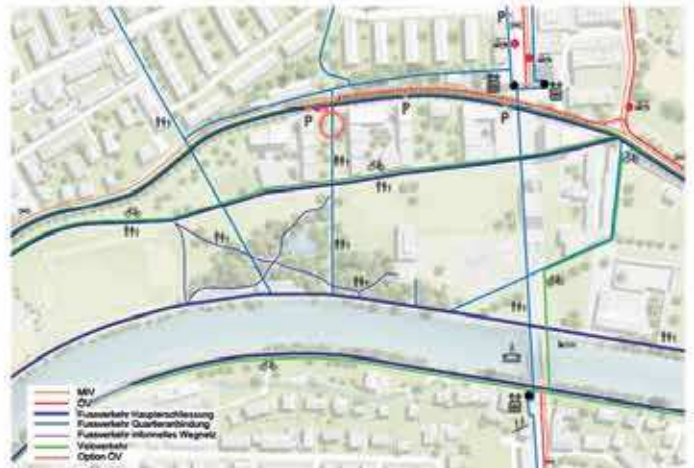 P
P
P
P
MIV
ÖV
Fussverkehr Haupterschliessung
Fussverkehr Quartieranbindung
Fussverkehr informelles Wegnetz
Veloverkehr
Option ÖV